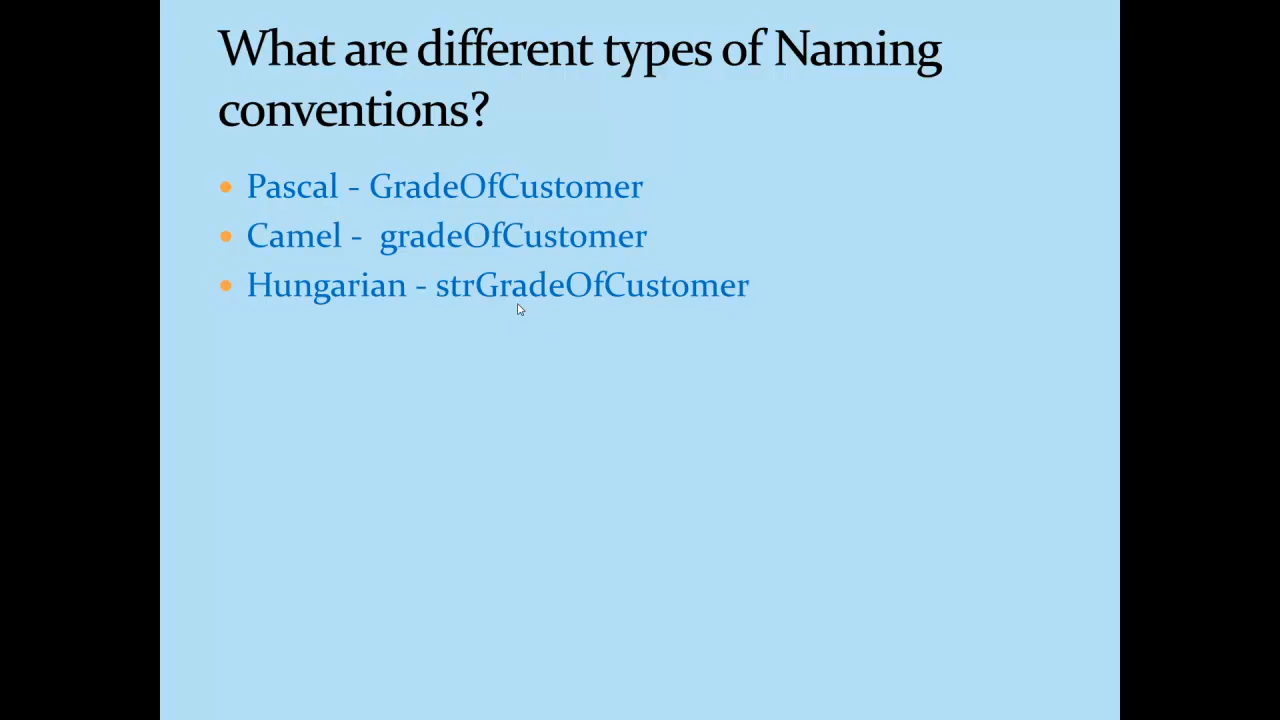 What are different types of Naming
conventions?
• Pascal - GradeOfCustomer
• Camel -  gradeOfCustomer
• Hungarian - strGradeOfCustomer